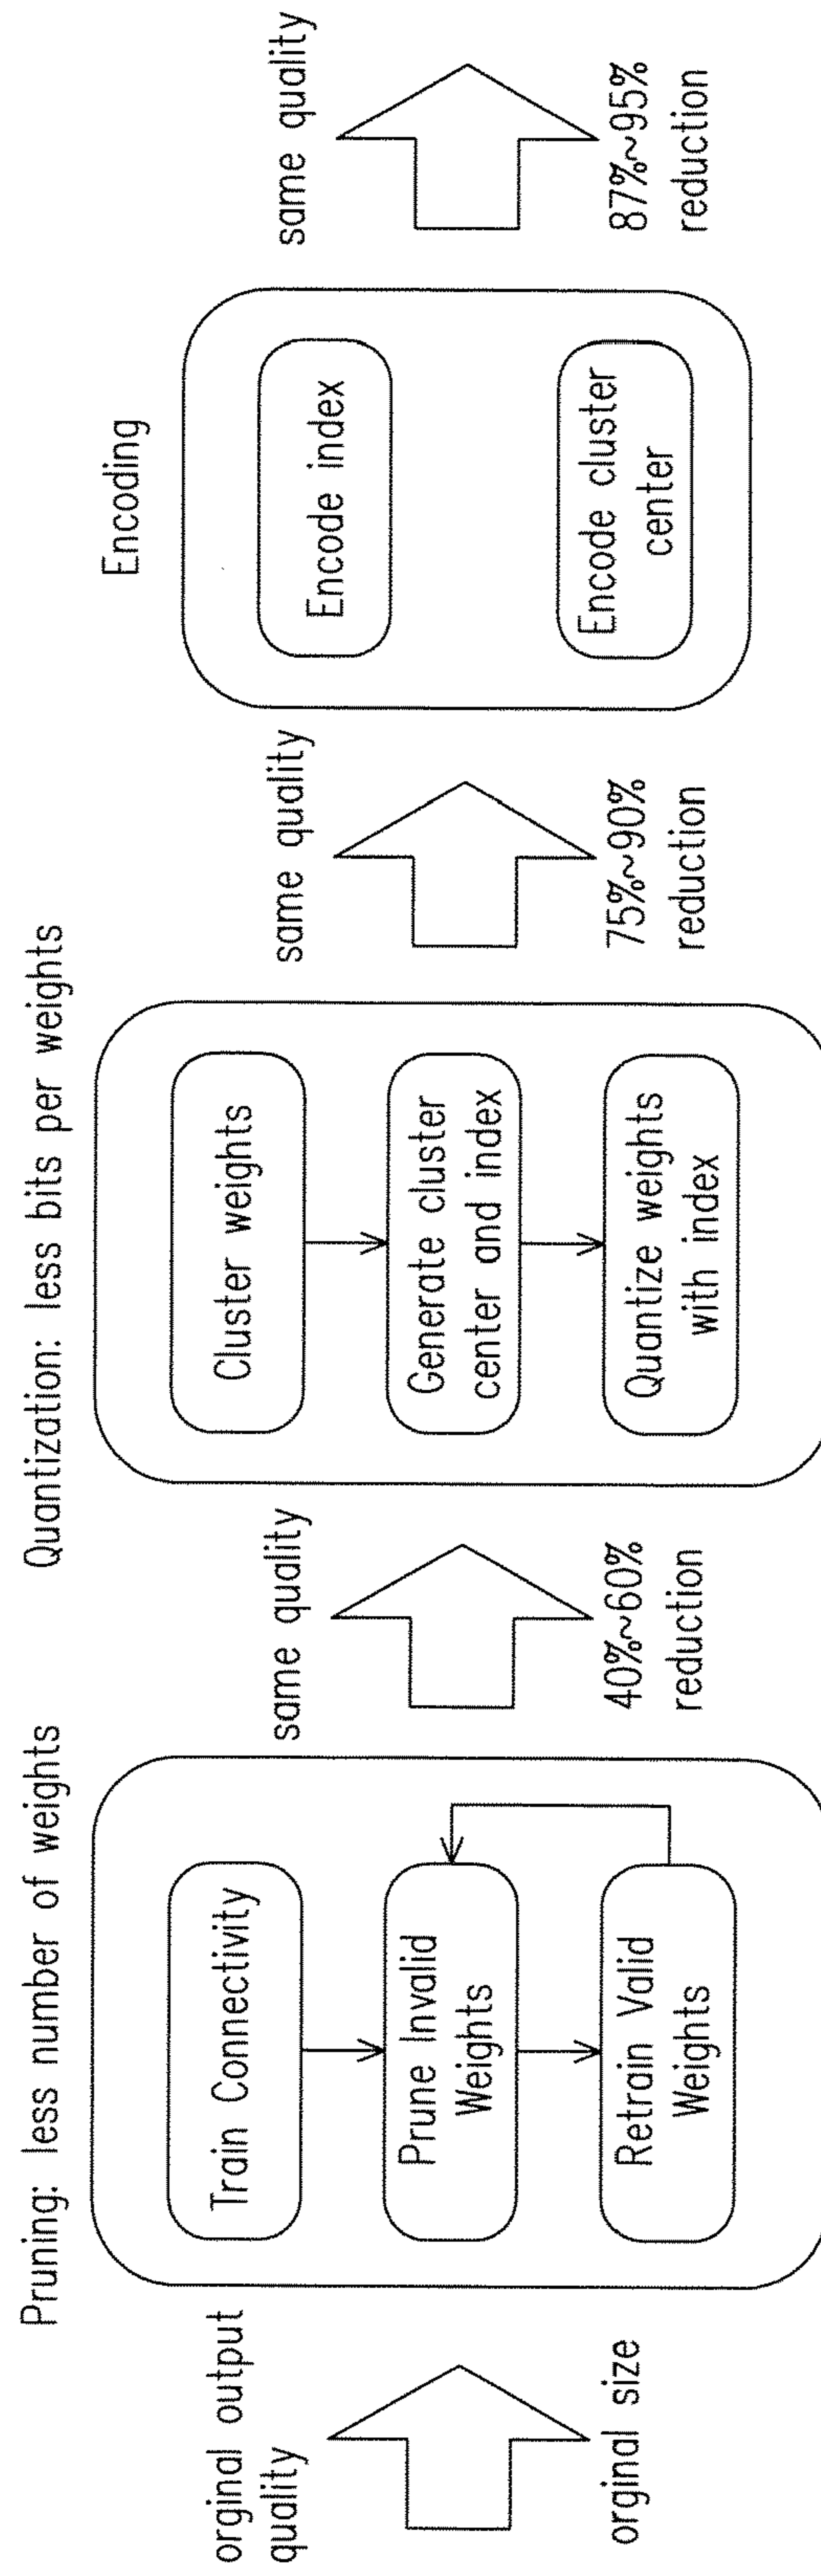 orginal output
quality
orginal size
Pruning: less number of weights
Train Connectivity
Prune Invalid
Weights
Retrain Valid
Weights
same quality
40%~60%
reduction
Quantization: less bits per weights
Cluster weights
Generate cluster
center and index
Quantize weights
with index
same quality
75%~90%
reduction
Encoding
Encode index
Encode cluster
center
same quality
87%~95%
reduction